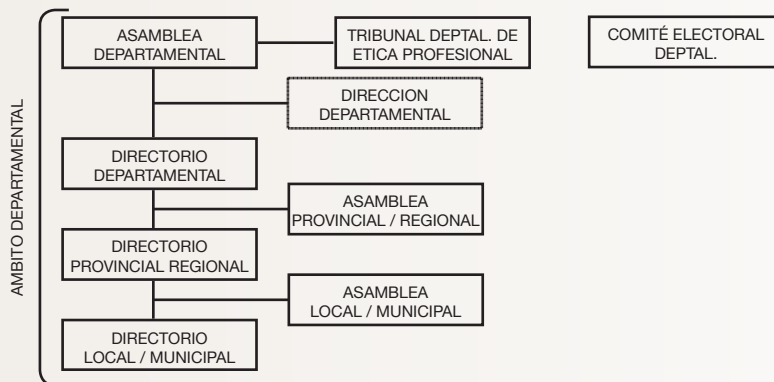 ASAMBLEA
DEPARTAMENTAL
TRIBUNAL DEPTAL. DE
ETICA PROFESIONAL
COMITÉ ELECTORAL
DEPTAL.
DIRECCION
DEPARTAMENTAL
AMBITO DEPARTAMENTAL
DIRECTORIO
DEPARTAMENTAL
ASAMBLEA
PROVINCIAL / REGIONAL
DIRECTORIO
PROVINCIAL REGIONAL
ASAMBLEA
LOCAL / MUNICIPAL
DIRECTORIO
LOCAL / MUNICIPAL